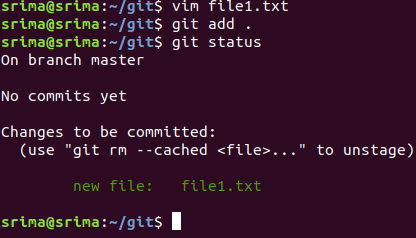 srima@srima:~/git$ vim file1.txt
srima@srima:~/git$ git add .
srima@srima:~/git$ git status
On branch master
No commits yet
Changes to be committed:
  (use "git rm --cached <file>..." to unstage)
        new file:   file1.txt
srima@srima:~/git$